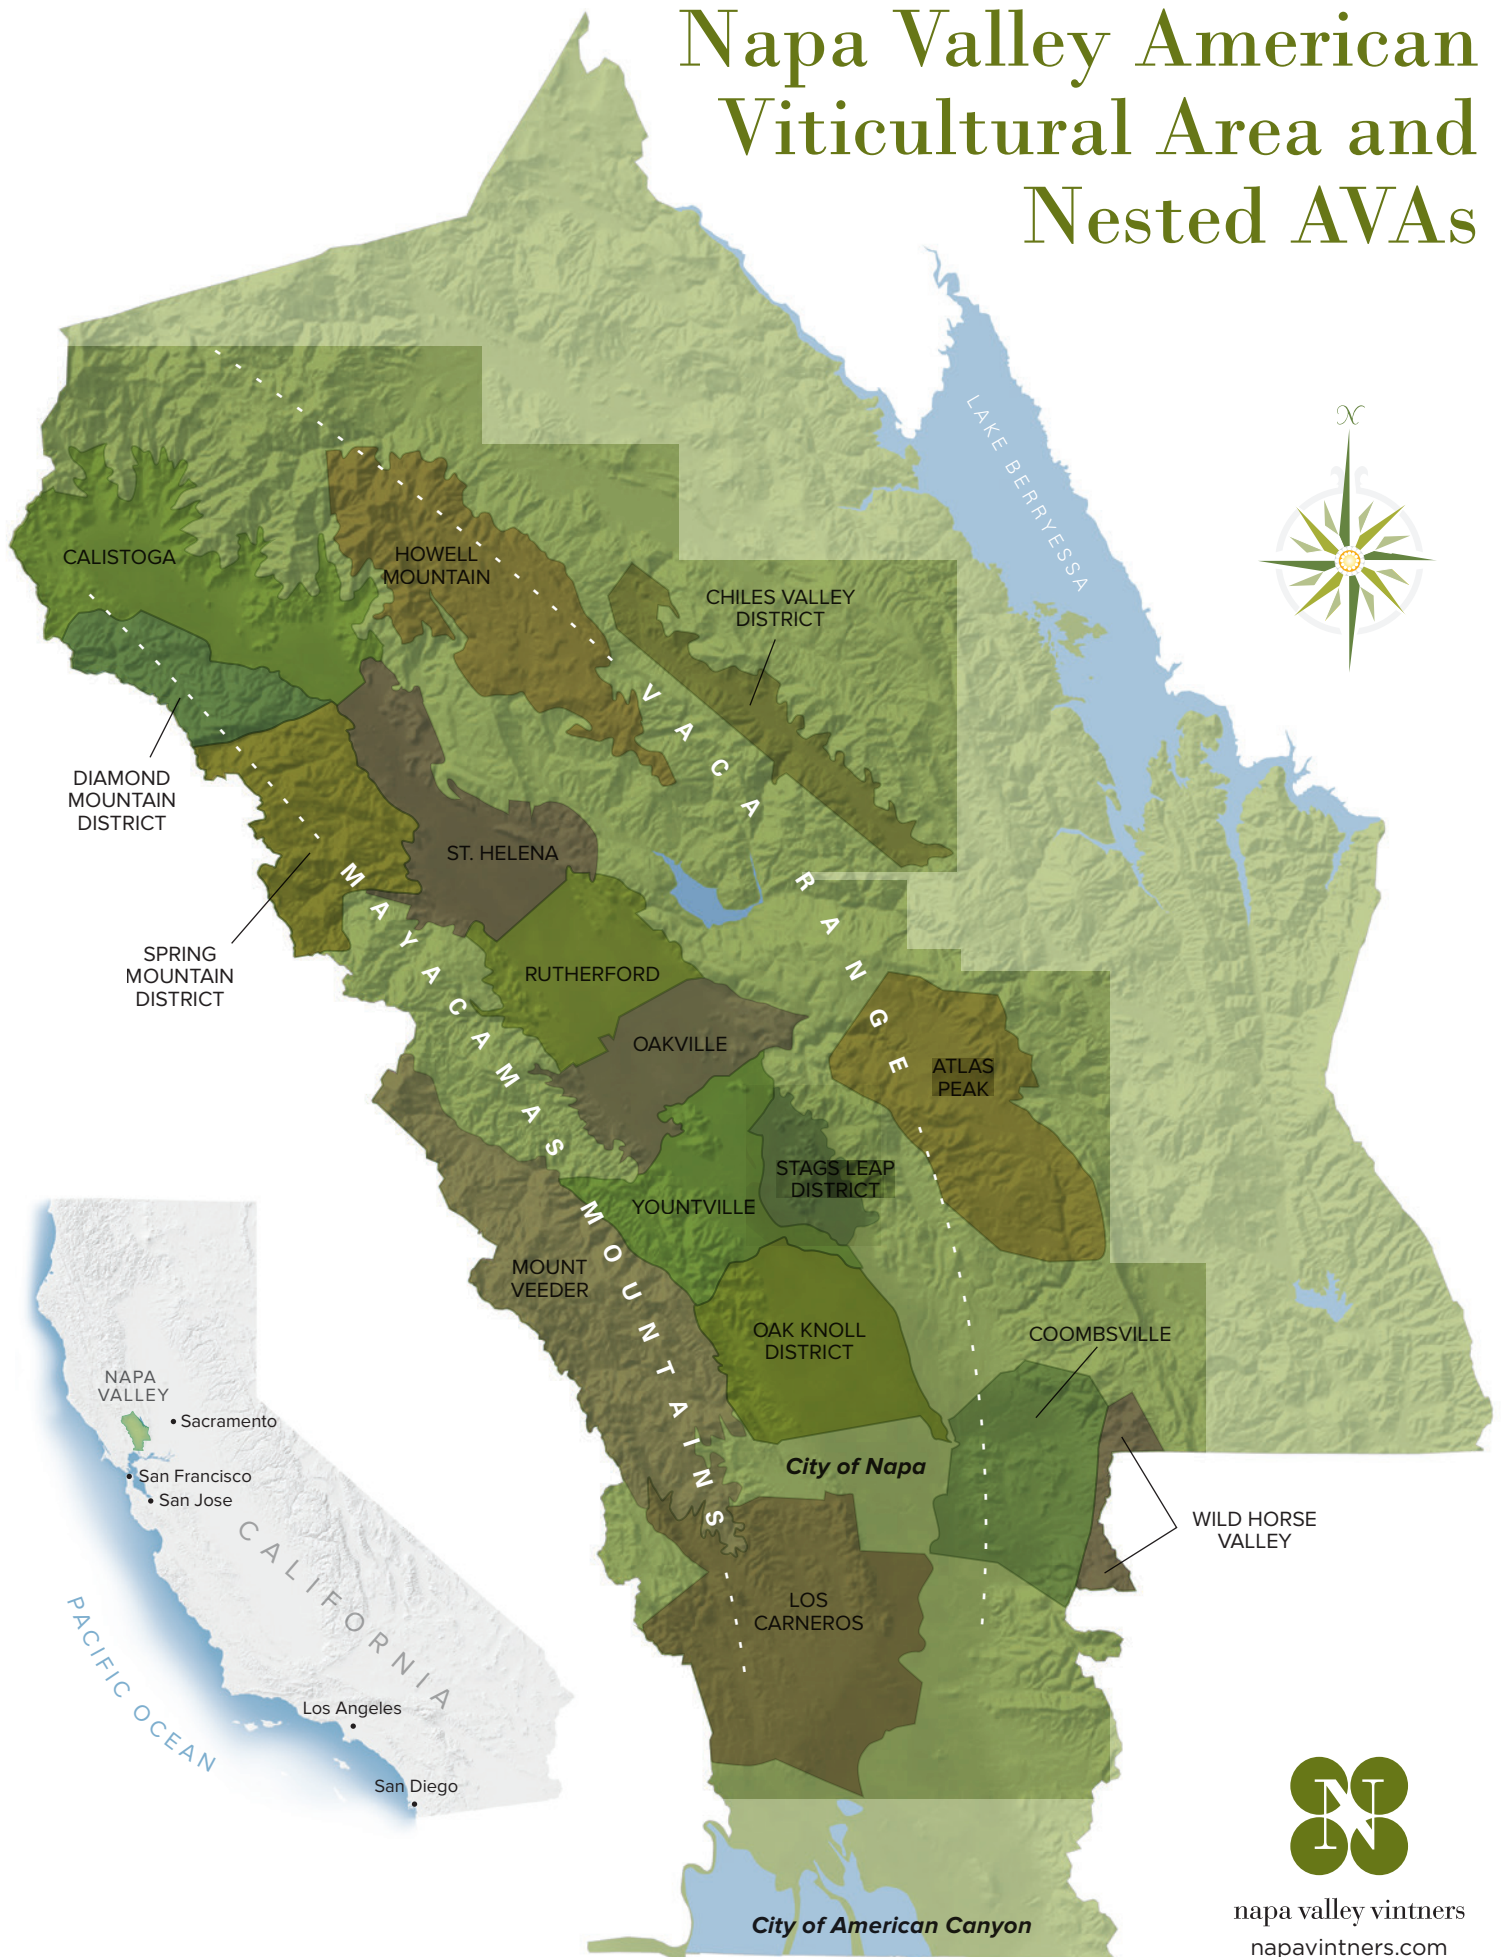 Napa Valley American
Viticultural Area and
Nested AVAs
N
LAKE BERRYESSA
CALISTOGA
HOWELL
MOUNTAIN
CHILES VALLEY
DISTRICT
VACA RANGE
DIAMOND
MOUNTAIN
DISTRICT
ST. HELENA
MAYACAMAS MOUNTAINS
SPRING
MOUNTAIN
DISTRICT
RUTHERFORD
OAKVILLE
ATLAS
PEAK
STAGS LEAP
DISTRICT
YOUNTVILLE
MOUNT
VEEDER
OAK KNOLL
DISTRICT
COOMBSVILLE
City of Napa
WILD HORSE
VALLEY
LOS
CARNEROS
City of American Canyon
NAPA
VALLEY
Sacramento
San Francisco
San Jose
CALIFORNIA
PACIFIC OCEAN
Los Angeles
San Diego
N
napa valley vintners
napavintners.com